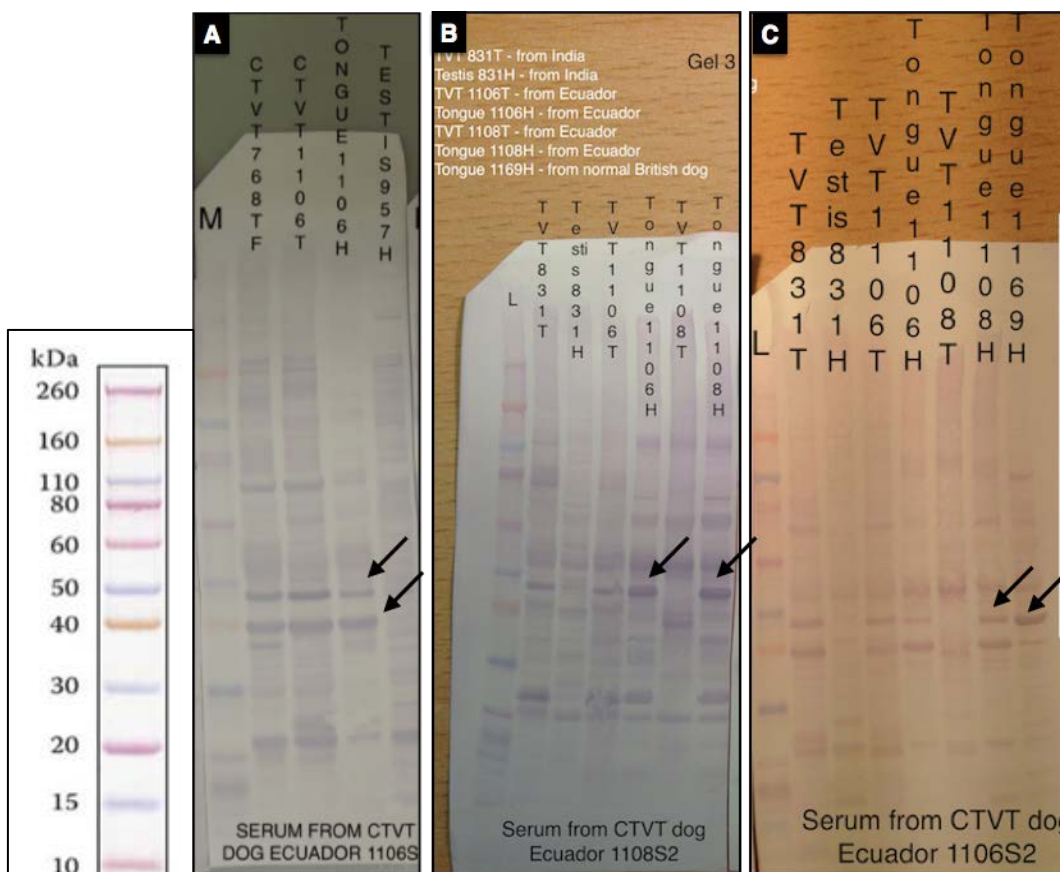 kDa
260
160
110
80
60
50
40
30
20
15
10
A
M
CTVT768TF
CTVT1106T
TONGUE1106H
TESTIS957H
SERUM FROM CTVT
DOG ECUADOR 1106S
B
TVT 831T - from India
Testis 831H - from India
TVT 1106T - from Ecuador
Tongue 1106H - from Ecuador
TVT 1108T - from Ecuador
Tongue 1108H - from Ecuador
Tongue 1169H - from normal British dog
Gel 3
L
TVT831T
Testis831H
TVT1106T
Tongue1106H
TVT1108T
Tongue1108H
Serum from CTVT dog
Ecuador 1108S2
C
g
L
TVT831T
Testis831H
TVT1106T
Tongue1106H
TVT1108T
Tongue1108H
Tongue1169H
Serum from CTVT dog
Ecuador 1106S2